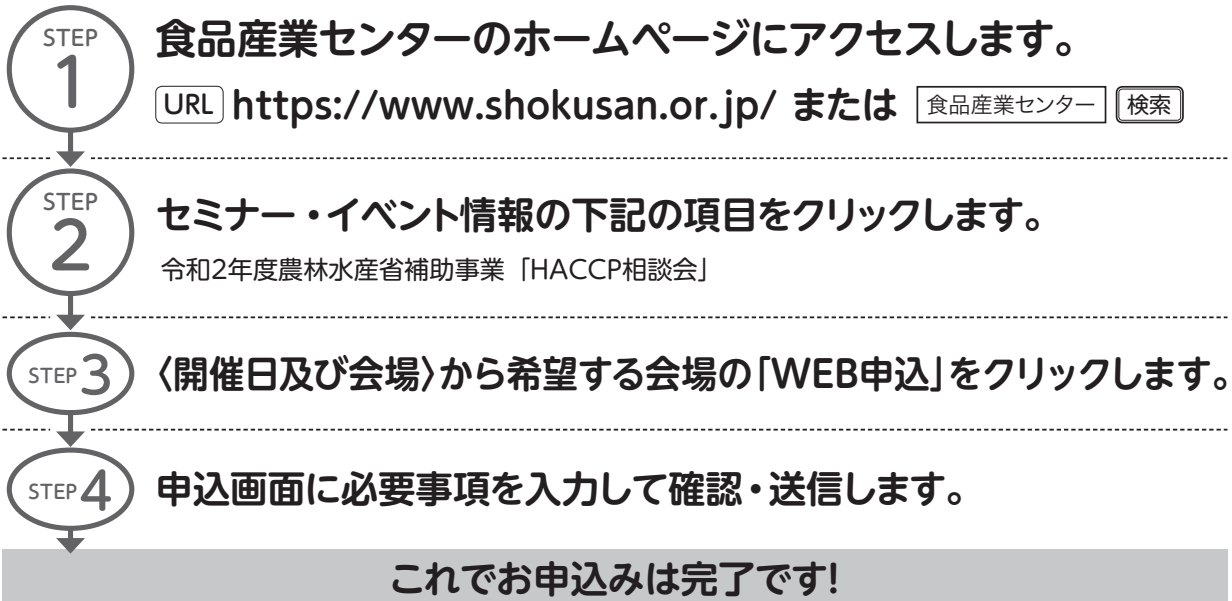 STEP 1
食品産業センターのホームページにアクセスします。
URL https://www.shokusan.or.jp/ または 食品産業センター 検索
STEP 2
セミナー・イベント情報の下記の項目をクリックします。
令和2年度農林水産省補助事業「HACCP相談会」
STEP 3
〈開催日及び会場〉から希望する会場の「WEB申込」をクリックします。
STEP 4
申込画面に必要事項を入力して確認・送信します。
これでお申込みは完了です!